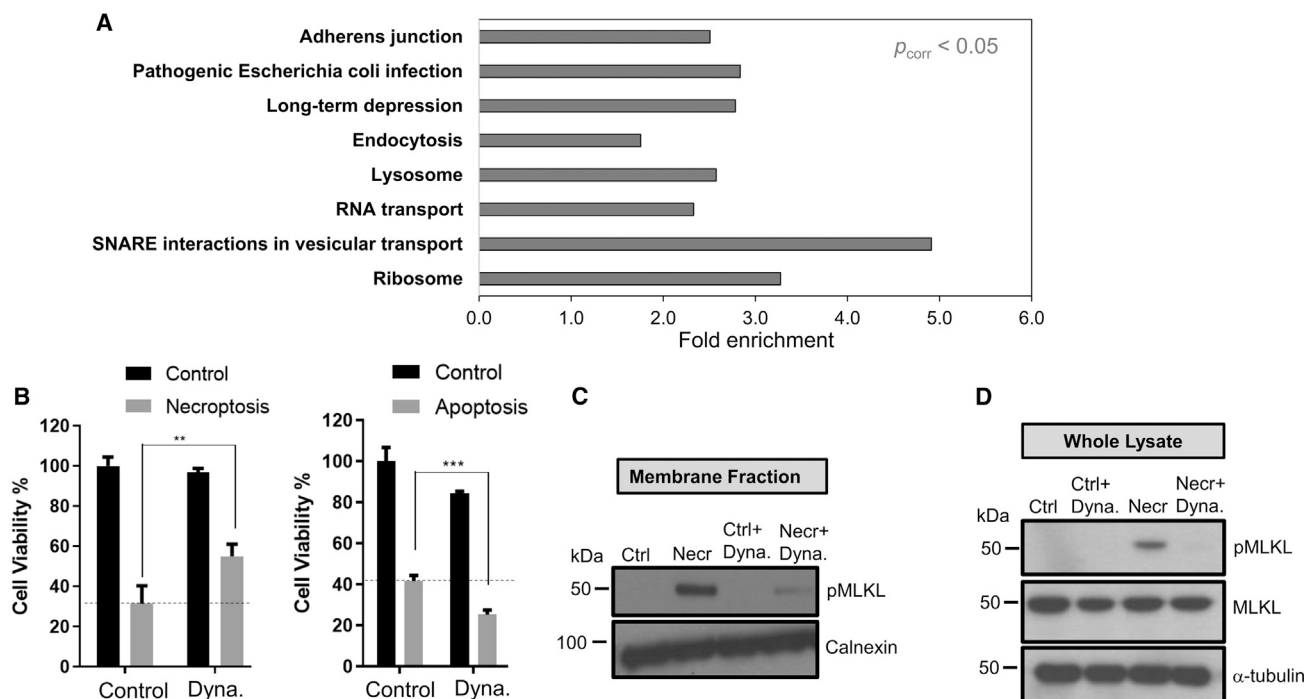 A
Adherens junction
Pathogenic Escherichia coli infection
Long-term depression
Endocytosis
Lysosome
RNA transport
SNARE interactions in vesicular transport
Ribosome
pcorr < 0.05
0.0 1.0 2.0 3.0 4.0 5.0 6.0
Fold enrichment
B
Control
Necroptosis
Cell Viability %
120
100
80
60
40
20
0
**
Control Dyna.
Control
Apoptosis
Cell Viability %
120
100
80
60
40
20
0
***
Control Dyna.
C
Membrane Fraction
kDa Ctrl Necr Ctrl+ Dyna. Necr+ Dyna.
50 pMLKL
100 Calnexin
D
Whole Lysate
kDa Ctrl Ctrl+ Dyna. Necr Necr+ Dyna.
50 pMLKL
50 MLKL
50 α-tubulin